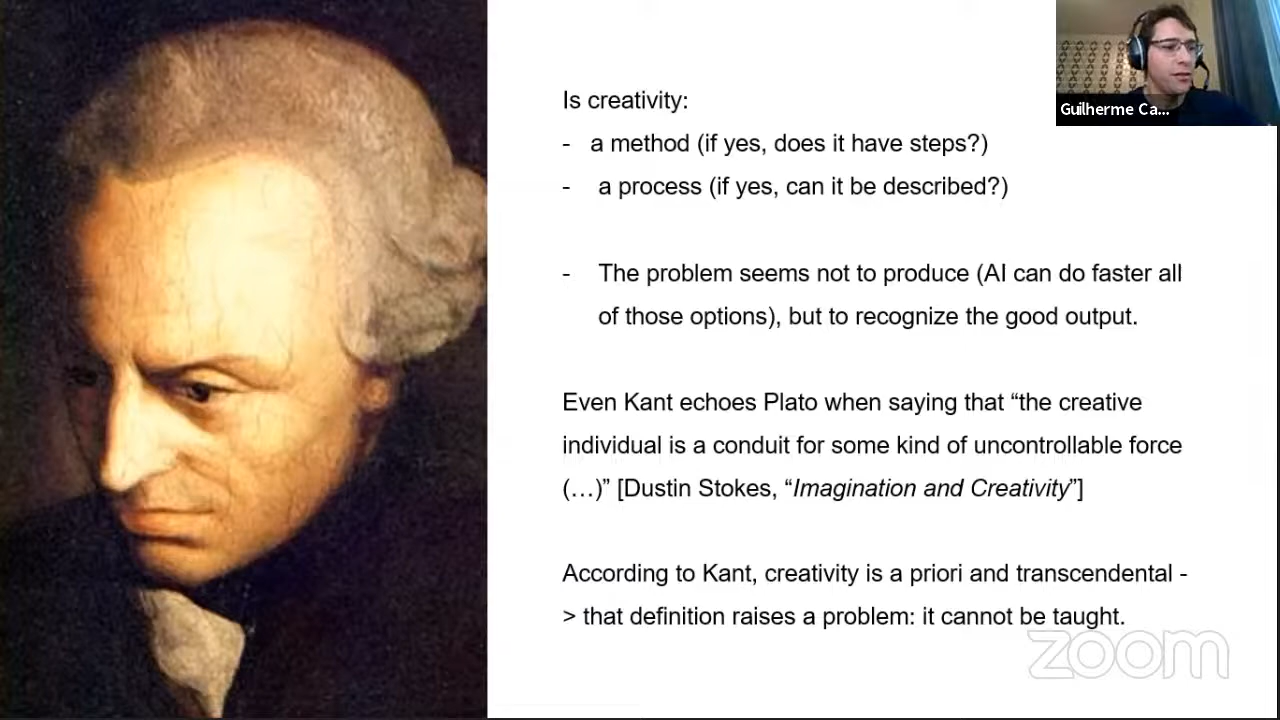 Is creativity:
- a method (if yes, does it have steps?)
- a process (if yes, can it be described?)
- The problem seems not to produce (AI can do faster all
of those options), but to recognize the good output.
Even Kant echoes Plato when saying that “the creative
individual is a conduit for some kind of uncontrollable force
(…)” [Dustin Stokes, “Imagination and Creativity”]
According to Kant, creativity is a priori and transcendental -
> that definition raises a problem: it cannot be taught.
Guilherme Ca...
zoom